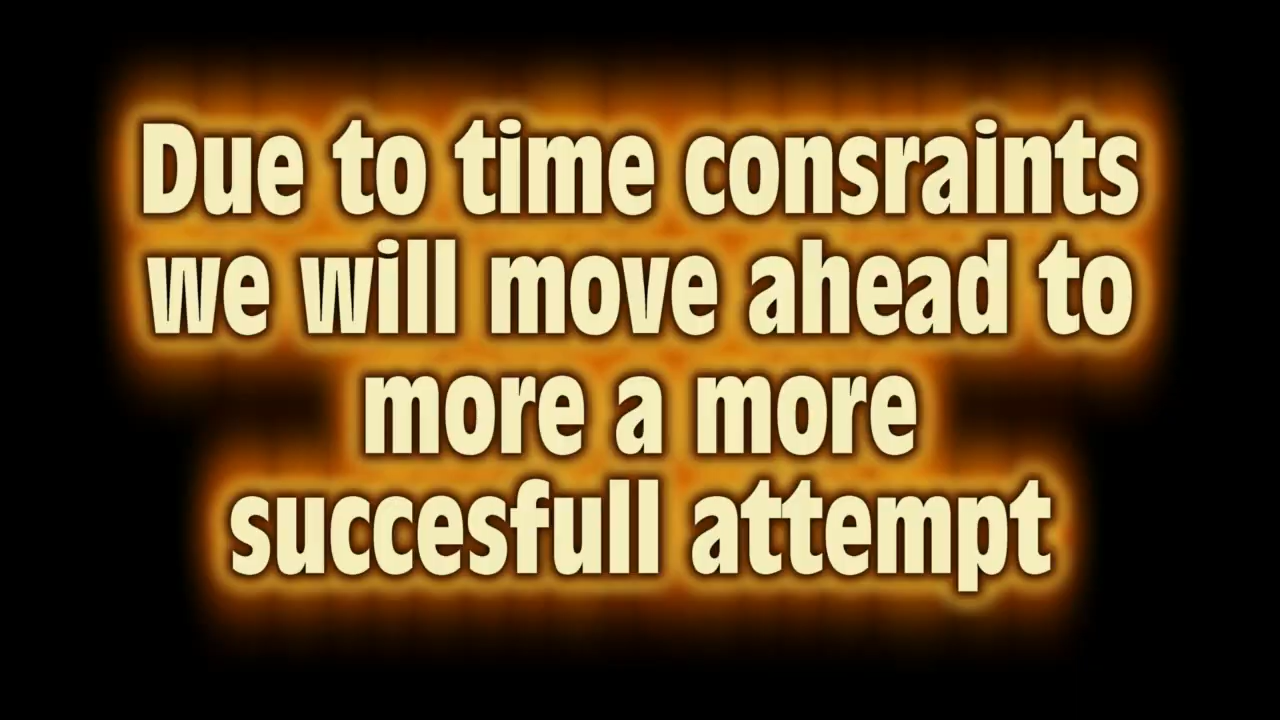 Due to time consraints
we will move ahead to
more a more
succesfull attempt